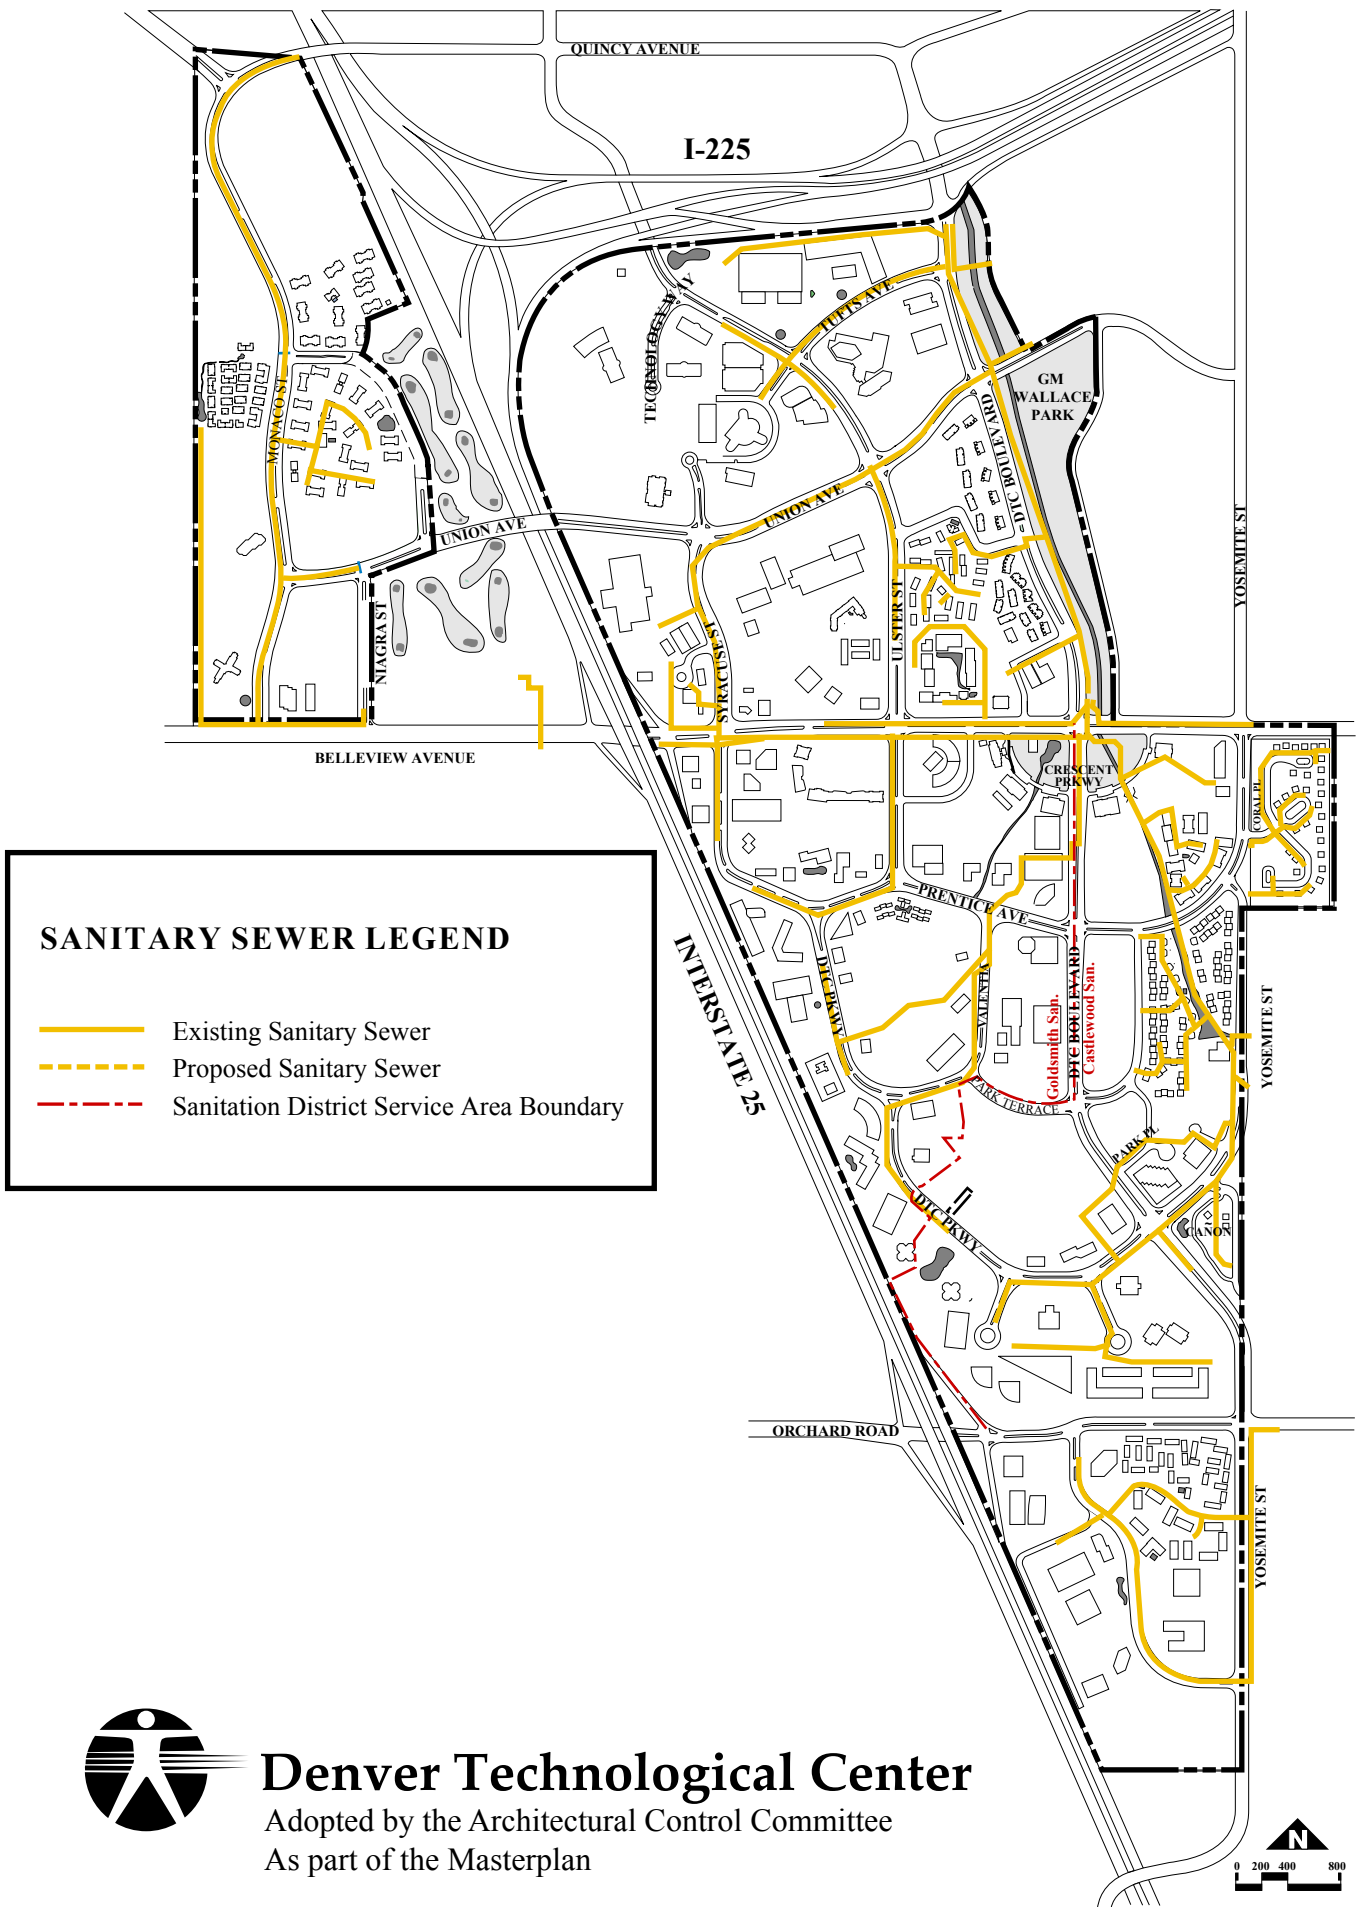 QUINCY AVENUE
I-225
TECHNOLOGY WAY
TUFTS AVE
GM
WALLACE
PARK
MONACO ST
DTC BOULEVARD
UNION AVE
UNION AVE
YOSEMITE ST
NIAGRA ST
SYRACUSE ST
ULSTER ST
BELLEVIEW AVENUE
CRESCENT
PRKWY
CORAL PL
SANITARY SEWER LEGEND
Existing Sanitary Sewer
Proposed Sanitary Sewer
Sanitation District Service Area Boundary
PRENTICE AVE
INTERSTATE 25
DTC PKWY
VALENTIA
Goldsmith San.
DTC BOULEVARD
Castlewood San.
YOSEMITE ST
PARK TERRACE
PARK PL
DTC PKWY
CAÑON
ORCHARD ROAD
YOSEMITE ST
Denver Technological Center
Adopted by the Architectural Control Committee
As part of the Masterplan
N
0 200 400 800